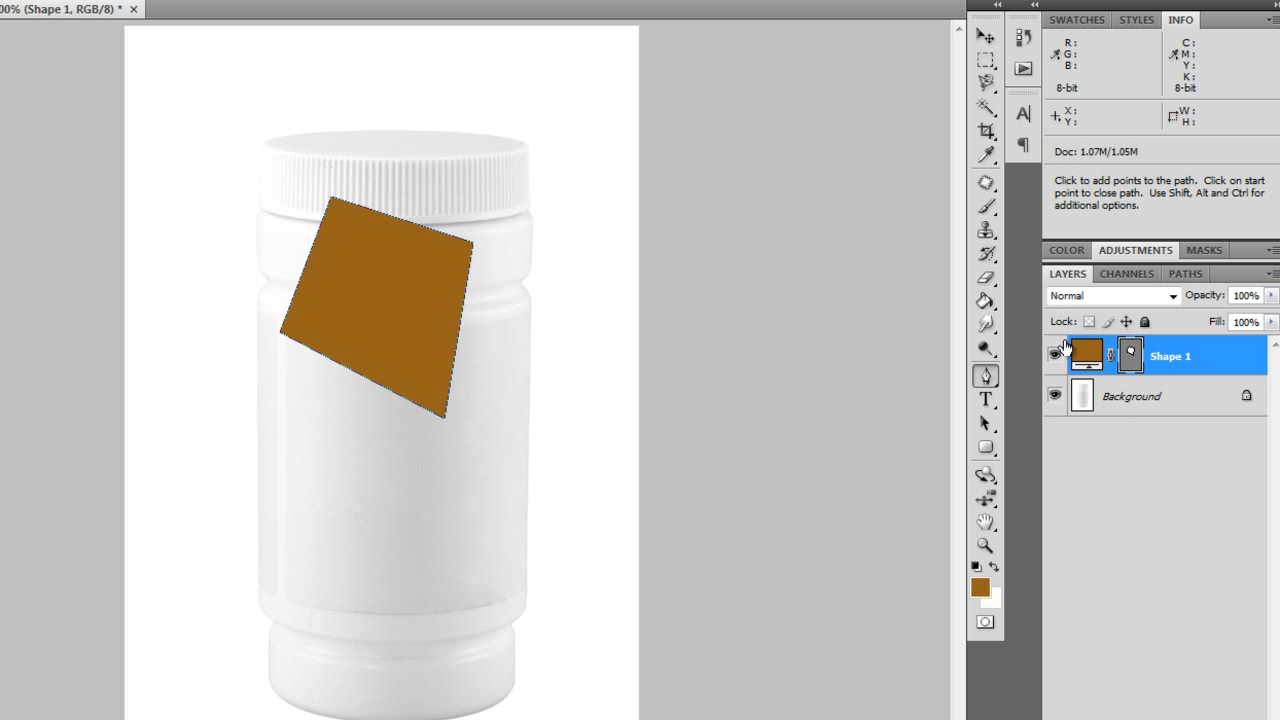 00% (Shape 1, RGB/8) * ×
SWATCHES STYLES INFO
R: C:
G: M:
B: Y:
K:
8-bit 8-bit
X: W:
Y: H:
Doc: 1.07M/1.05M
Click to add points to the path. Click on start
point to close path. Use Shift, Alt and Ctrl for
additional options.
COLOR ADJUSTMENTS MASKS
LAYERS CHANNELS PATHS
Normal Opacity: 100%
Lock: Fill: 100%
Shape 1
Background
A
T